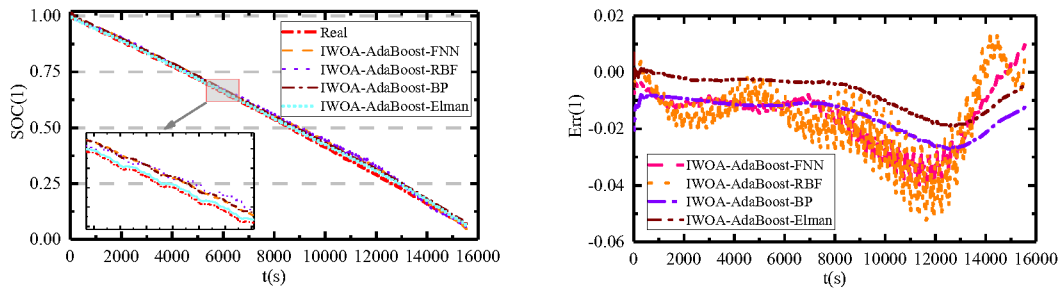 1.00
0.75
0.50
0.25
0.00
SOC(1)
Real
IWOA-AdaBoost-FNN
IWOA-AdaBoost-RBF
IWOA-AdaBoost-BP
IWOA-AdaBoost-Elman
0 2000 4000 6000 8000 10000 12000 14000 16000
t(s)
0.02
0.00
-0.02
-0.04
-0.06
Err(1)
IWOA-AdaBoost-FNN
IWOA-AdaBoost-RBF
IWOA-AdaBoost-BP
IWOA-AdaBoost-Elman
0 2000 4000 6000 8000 10000 12000 14000 16000
t(s)